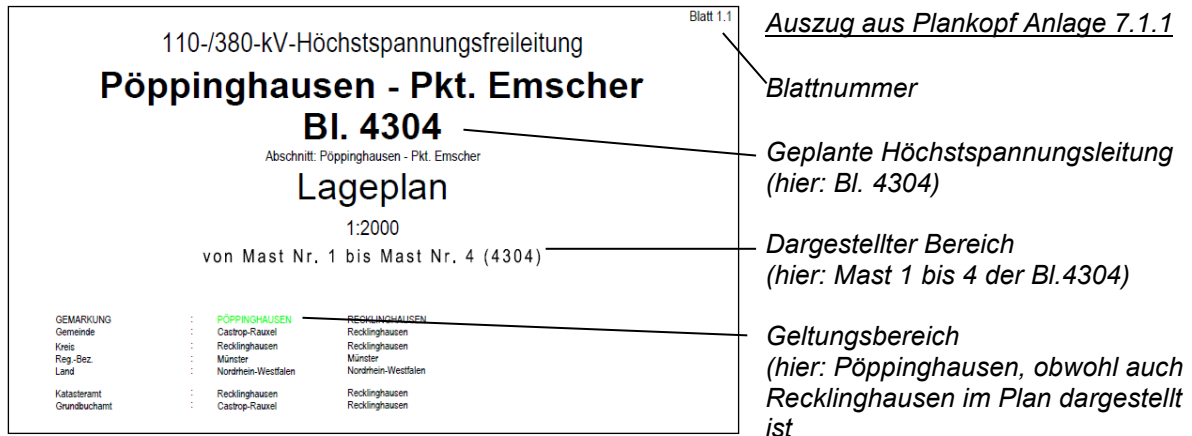 Blatt 1.1
110-/380-kV-Höchstspannungsfreileitung
Pöppinghausen - Pkt. Emscher
Bl. 4304
Abschnitt: Pöppinghausen - Pkt. Emscher
Lageplan
1:2000
von Mast Nr. 1 bis Mast Nr. 4 (4304)
GEMARKUNG : PÖPPINGHAUSEN RECKLINGHAUSEN
Gemeinde : Castrop-Rauxel Recklinghausen
Kreis : Recklinghausen Recklinghausen
Reg.-Bez. : Münster Münster
Land : Nordrhein-Westfalen Nordrhein-Westfalen
Katasteramt : Recklinghausen Recklinghausen
Grundbuchamt : Castrop-Rauxel Recklinghausen
Auszug aus Plankopf Anlage 7.1.1
Blattnummer
Geplante Höchstspannungsleitung
(hier: Bl. 4304)
Dargestellter Bereich
(hier: Mast 1 bis 4 der Bl.4304)
Geltungsbereich
(hier: Pöppinghausen, obwohl auch
Recklinghausen im Plan dargestellt
ist